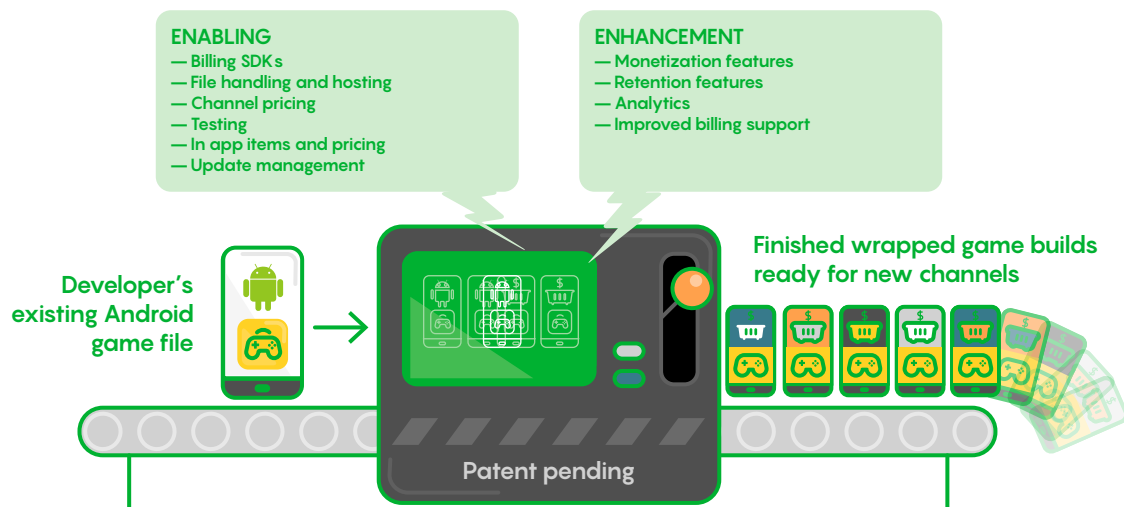 ENABLING
— Billing SDKs
— File handling and hosting
— Channel pricing
— Testing
— In app items and pricing
— Update management
ENHANCEMENT
— Monetization features
— Retention features
— Analytics
— Improved billing support
Developer’s
existing Android
game file
Finished wrapped game builds
ready for new channels
$
$
$
$
$
$
$
$
$
$
Patent pending